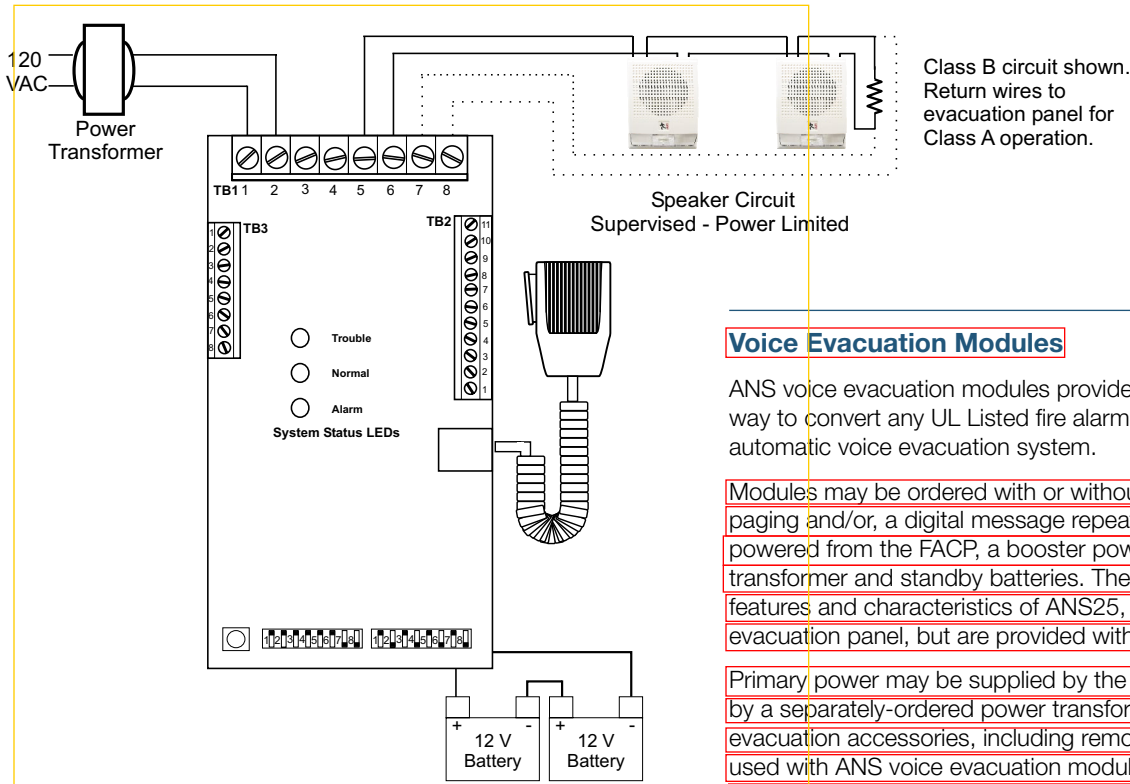 120
VAC
Power
Transformer
Class B circuit shown.
Return wires to
evacuation panel for
Class A operation.
TB1 1 2 3 4 5 6 7 8
Speaker Circuit
Supervised - Power Limited
TB3
1
2
3
4
5
6
7
8
TB2
11
10
9
8
7
6
5
4
3
2
1
Trouble
Normal
Alarm
System Status LEDs
1 2 3 4 5 6 7 8 1 2 3 4 5 6 7 8
+ - + -
12 V
Battery
12 V
Battery
Voice Evacuation Modules
ANS voice evacuation modules provide
way to convert any UL Listed fire alarm
automatic voice evacuation system.
Modules may be ordered with or withou
paging and/or, a digital message repea
powered from the FACP, a booster pow
transformer and standby batteries. The
features and characteristics of ANS25,
evacuation panel, but are provided with
Primary power may be supplied by the
by a separately-ordered power transfor
evacuation accessories, including remo
used with ANS voice evacuation modul